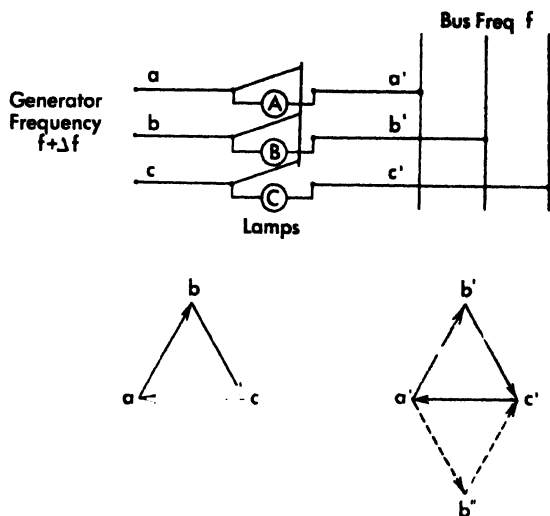 Bus Freq f
a
a'
Generator
Frequency
f+Δf
A
b
b'
B
c
c'
C
Lamps
b
b'
a
c
a'
c'
b"